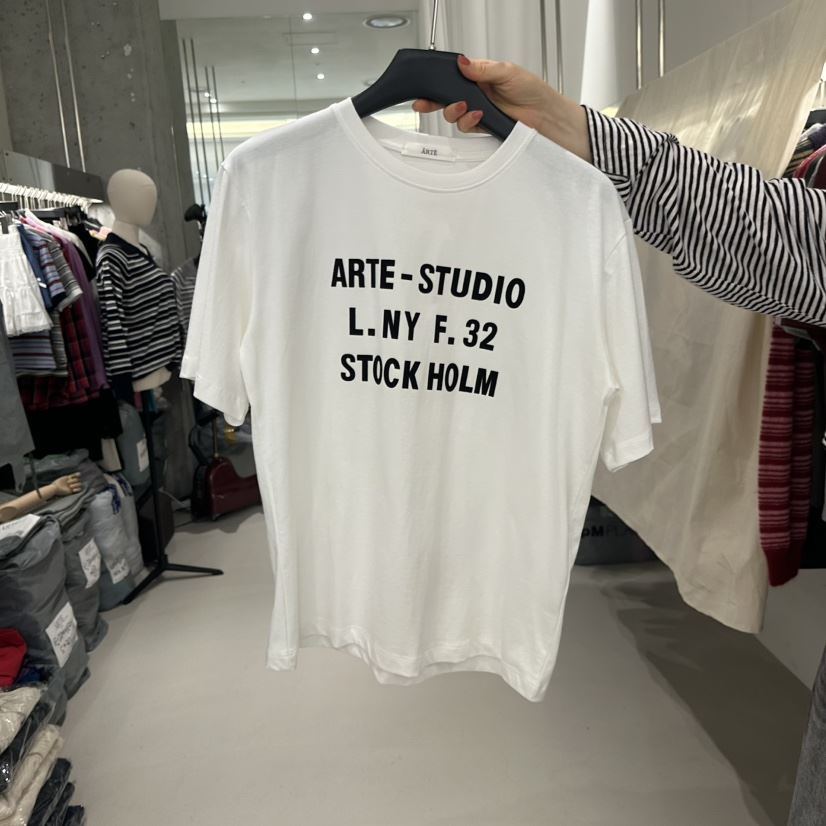 ARTE
ARTE - STUDIO
L. NY F. 32
STOCK HOLM